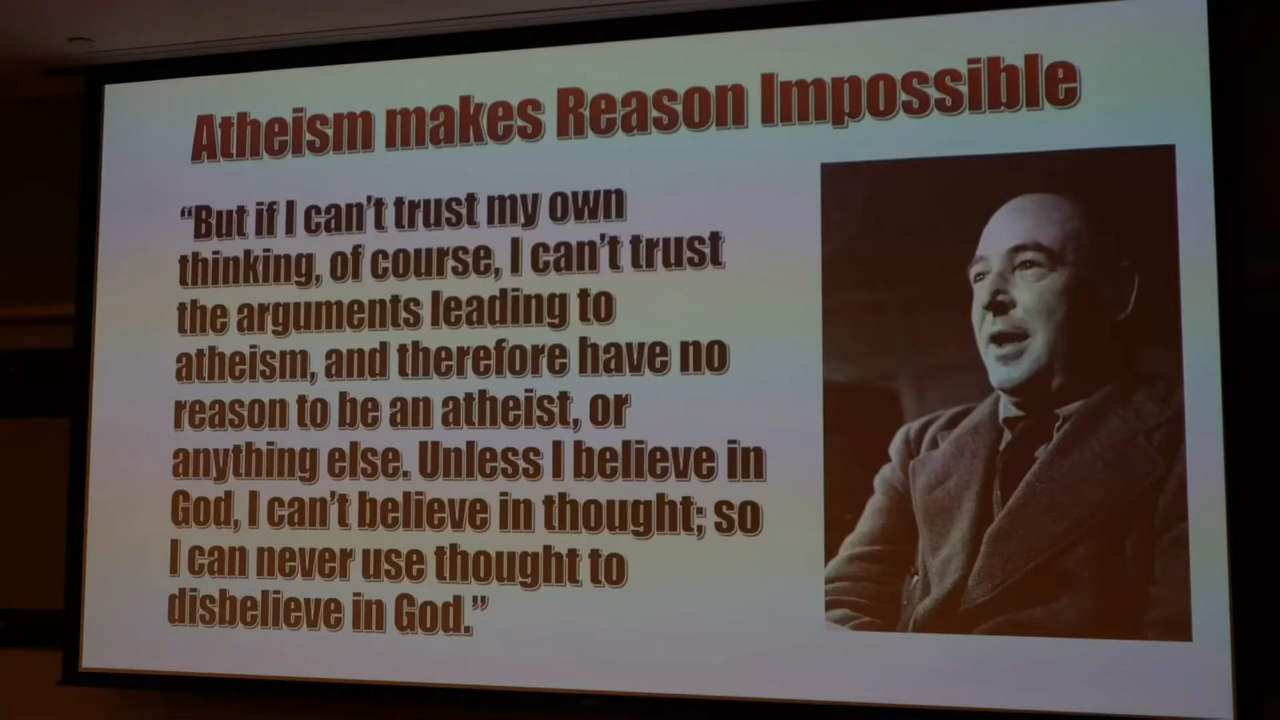 Atheism makes Reason Impossible
“But if I can’t trust my own
thinking, of course, I can’t trust
the arguments leading to
atheism, and therefore have no
reason to be an atheist, or
anything else. Unless I believe in
God, I can’t believe in thought; so
I can never use thought to
disbelieve in God.”